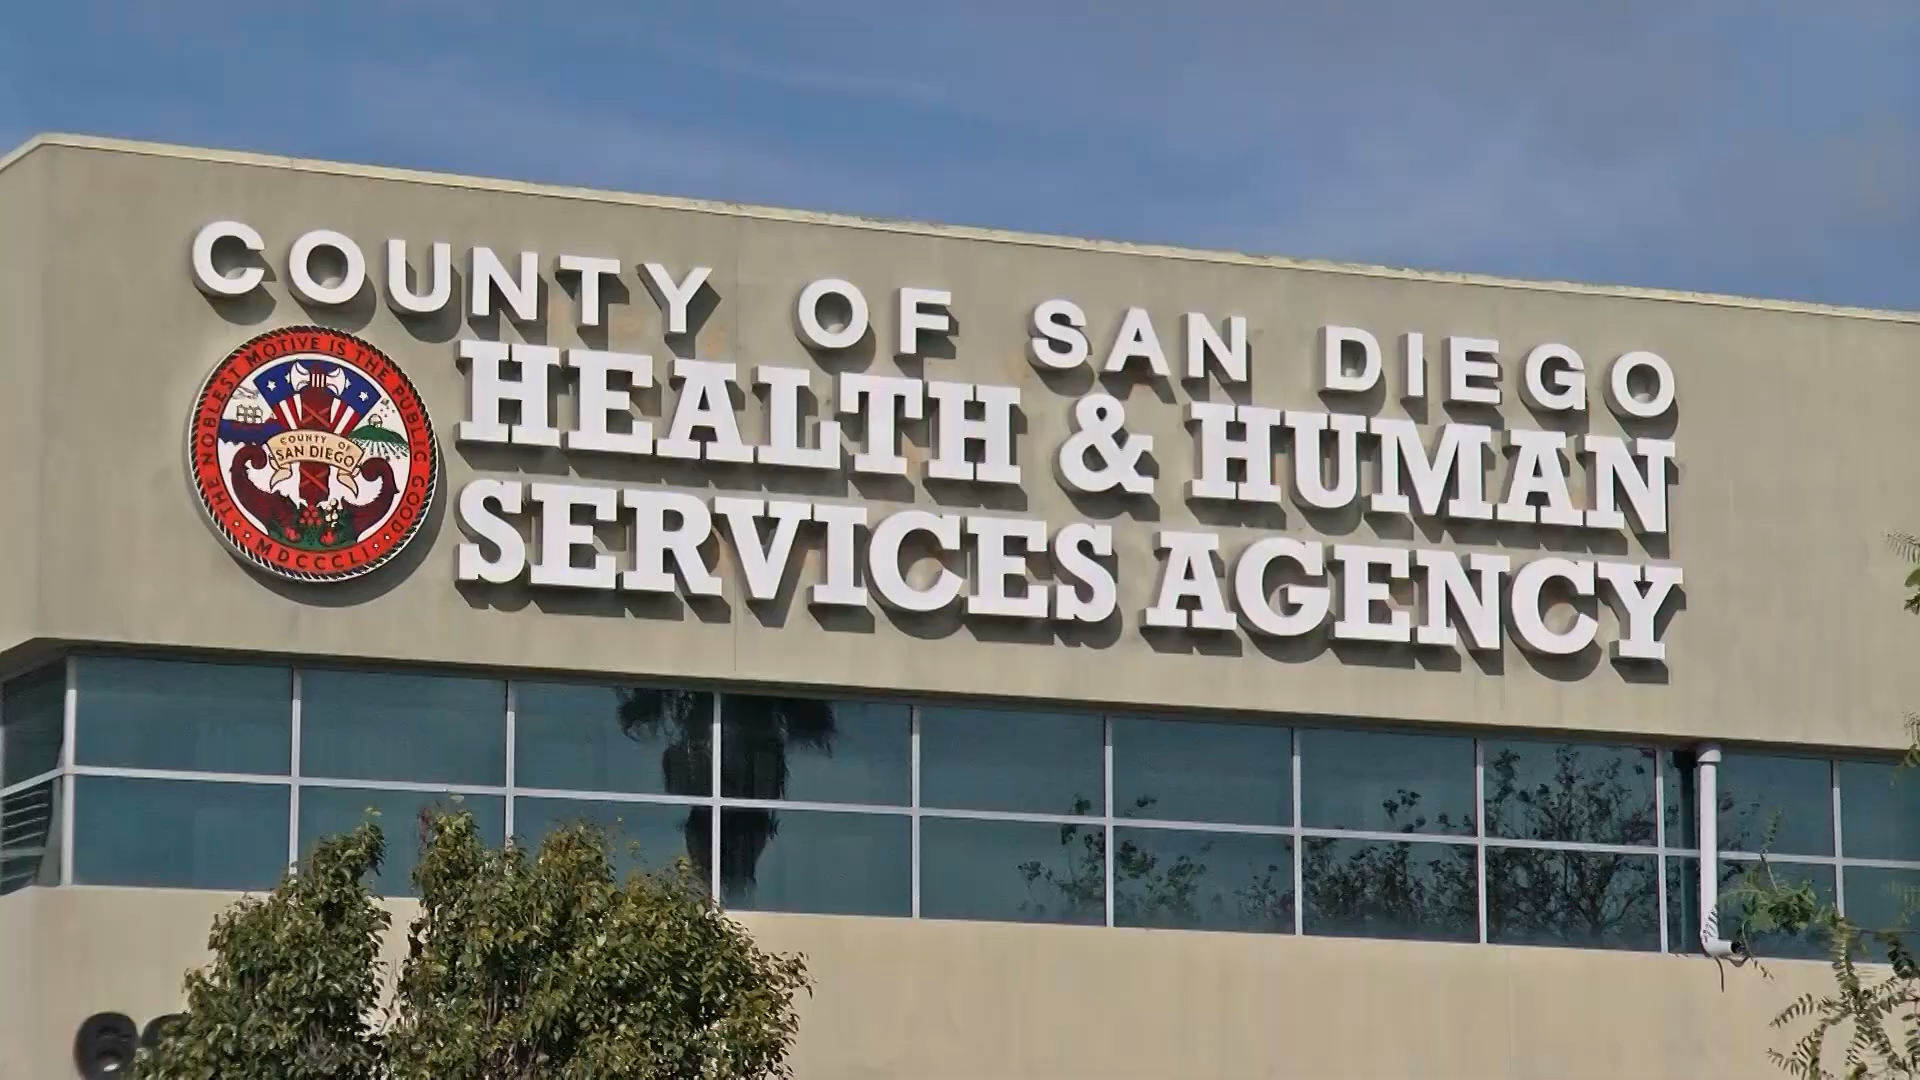 COUNTY OF SAN DIEGO
HEALTH & HUMAN
SERVICES AGENCY
THE NOBLEST MOTIVE IS THE PUBLIC GOOD
COUNTY OF
SAN DIEGO
MDCCCLI